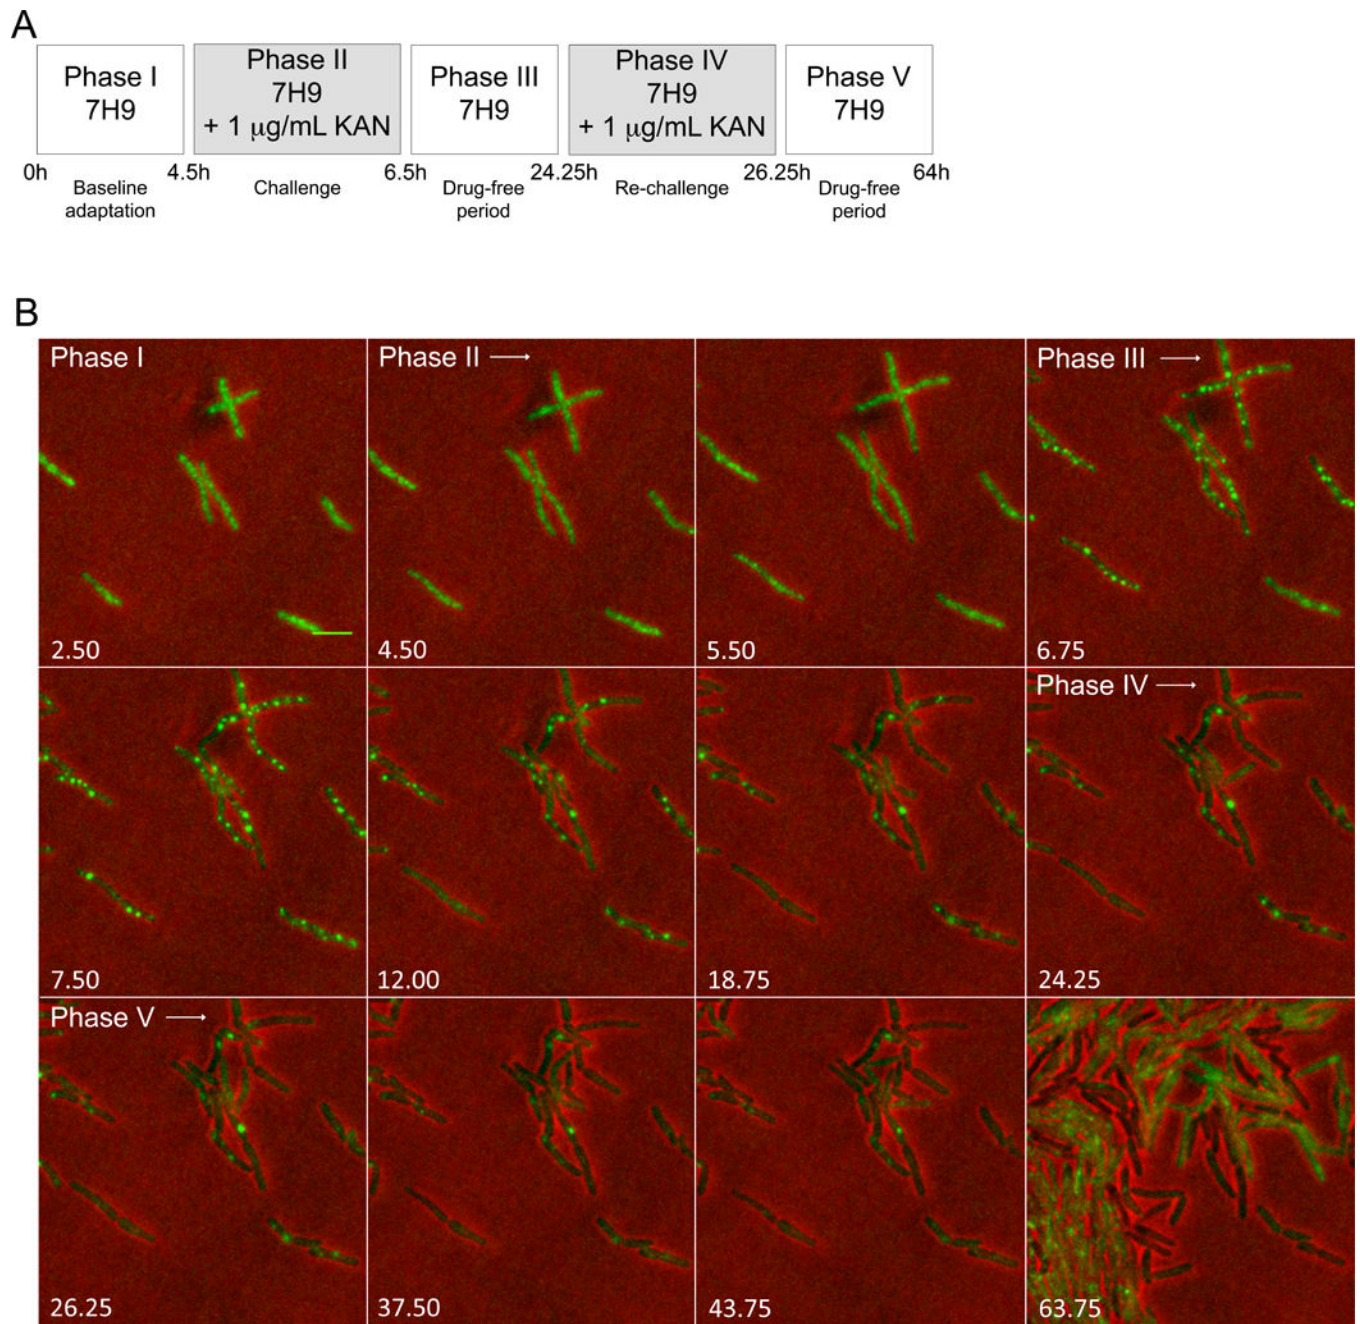 A
Phase I
7H9
Phase II
7H9
+ 1 μg/mL KAN
Phase III
7H9
Phase IV
7H9
+ 1 μg/mL KAN
Phase V
7H9
0h
4.5h
6.5h
24.25h
26.25h
64h
Baseline
adaptation
Challenge
Drug-free
period
Re-challenge
Drug-free
period
B
Phase I
Phase II →
Phase III →
2.50
4.50
5.50
6.75
Phase IV →
7.50
12.00
18.75
24.25
Phase V →
26.25
37.50
43.75
63.75